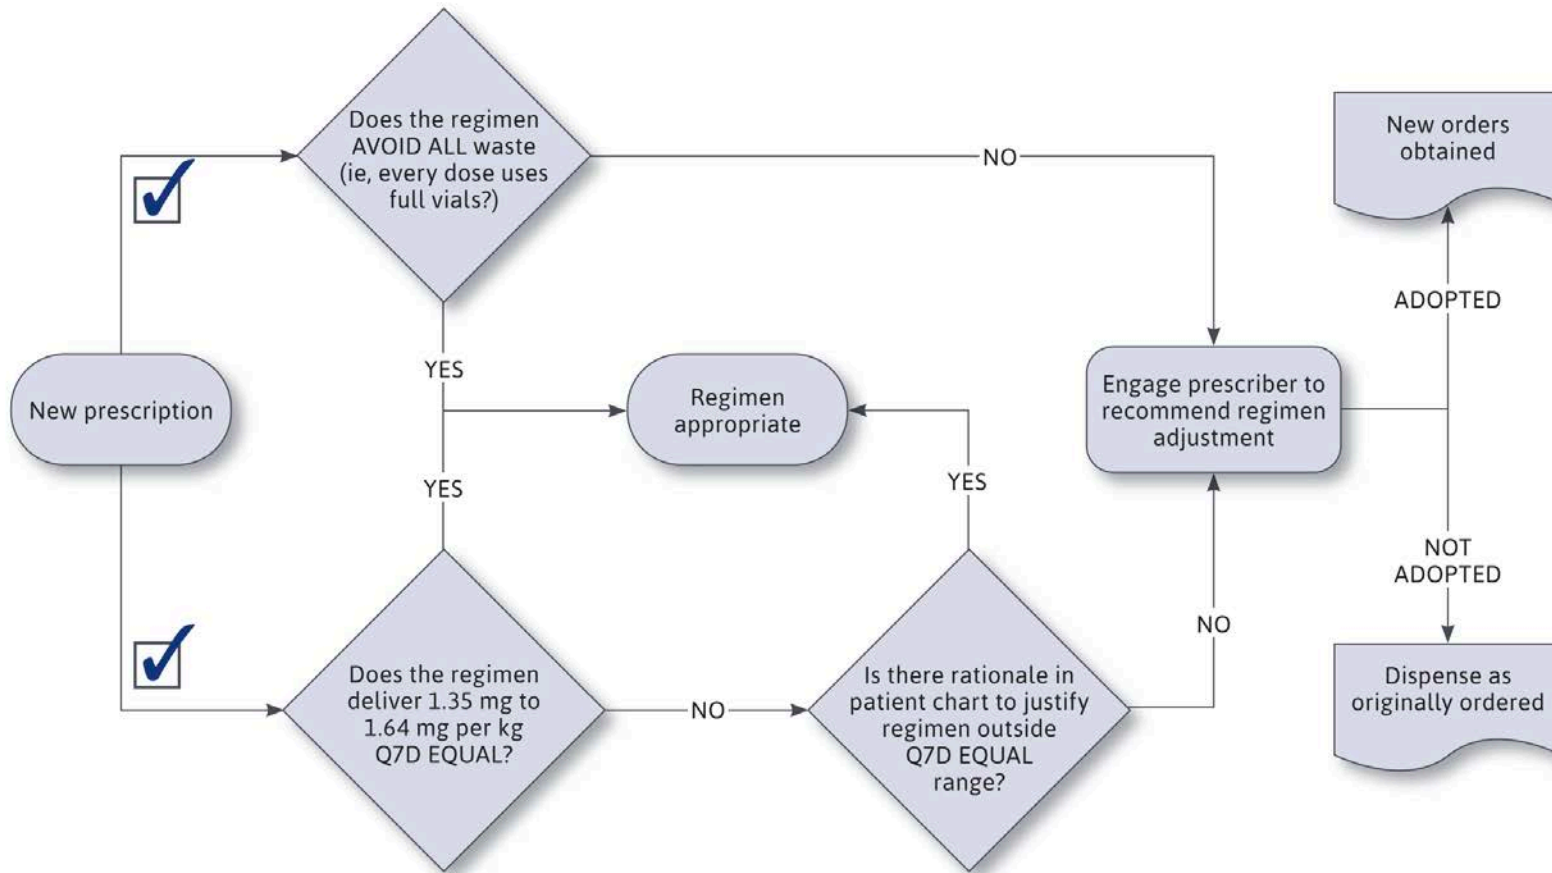 New prescription
Does the regimen
AVOID ALL waste
(ie, every dose uses
full vials?)
NO
YES
YES
Regimen
appropriate
Does the regimen
deliver 1.35 mg to
1.64 mg per kg
Q7D EQUAL?
NO
Is there rationale in
patient chart to justify
regimen outside
Q7D EQUAL
range?
YES
NO
Engage prescriber to
recommend regimen
adjustment
ADOPTED
New orders
obtained
NOT
ADOPTED
Dispense as
originally ordered